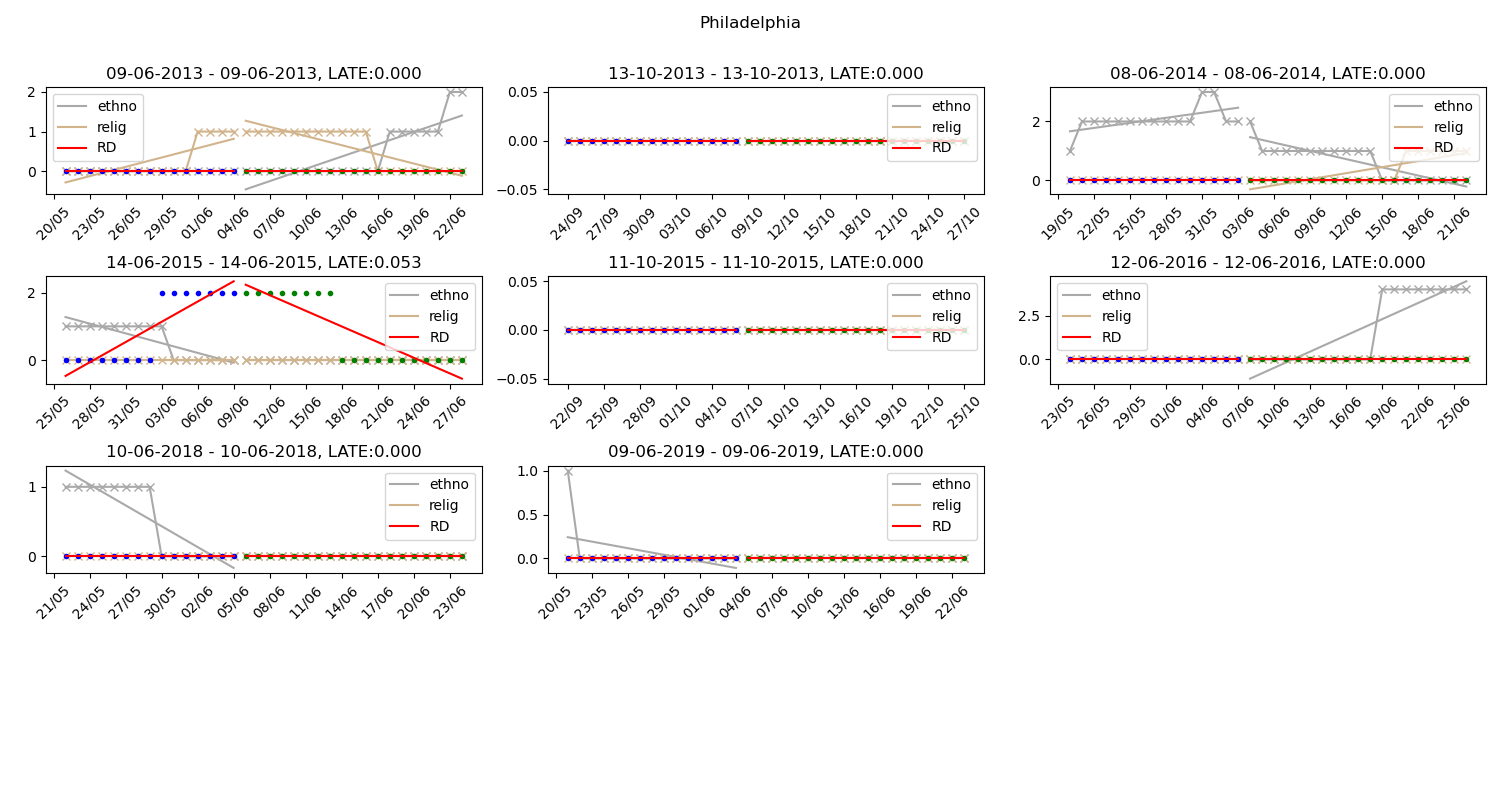 Philadelphia
09-06-2013 - 09-06-2013, LATE:0.000
2
1
0
ethno
relig
RD
20/05 23/05 26/05 29/05 01/06 04/06 07/06 10/06 13/06 16/06 19/06 22/06
13-10-2013 - 13-10-2013, LATE:0.000
0.05
0.00
−0.05
ethno
relig
RD
24/09 27/09 30/09 03/10 06/10 09/10 12/10 15/10 18/10 21/10 24/10 27/10
08-06-2014 - 08-06-2014, LATE:0.000
2
0
ethno
relig
RD
19/05 22/05 25/05 28/05 31/05 03/06 06/06 09/06 12/06 15/06 18/06 21/06
14-06-2015 - 14-06-2015, LATE:0.053
2
0
ethno
relig
RD
25/05 28/05 31/05 03/06 06/06 09/06 12/06 15/06 18/06 21/06 24/06 27/06
11-10-2015 - 11-10-2015, LATE:0.000
0.05
0.00
−0.05
ethno
relig
RD
22/09 25/09 28/09 01/10 04/10 07/10 10/10 13/10 16/10 19/10 22/10 25/10
12-06-2016 - 12-06-2016, LATE:0.000
2.5
0.0
ethno
relig
RD
23/05 26/05 29/05 01/06 04/06 07/06 10/06 13/06 16/06 19/06 22/06 25/06
10-06-2018 - 10-06-2018, LATE:0.000
1
0
ethno
relig
RD
21/05 24/05 27/05 30/05 02/06 05/06 08/06 11/06 14/06 17/06 20/06 23/06
09-06-2019 - 09-06-2019, LATE:0.000
1.0
0.5
0.0
ethno
relig
RD
20/05 23/05 26/05 29/05 01/06 04/06 07/06 10/06 13/06 16/06 19/06 22/06